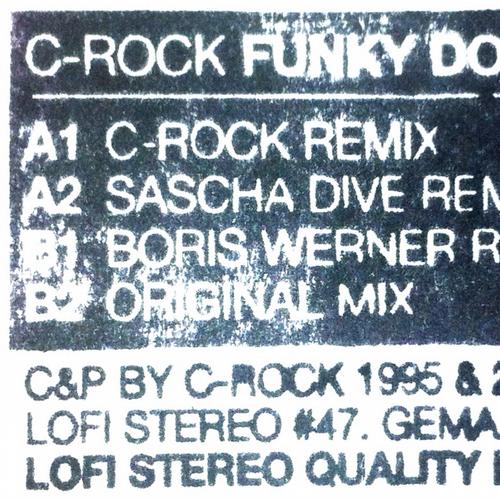 C-ROCK FUNKY DO
A1 C-ROCK REMIX
A2 SASCHA DIVE REM
B1 BORIS WERNER R
B2 ORIGINAL MIX
C&P BY C-ROCK 1995 & 2
LOFI STEREO #47. GEMA
LOFI STEREO QUALITY